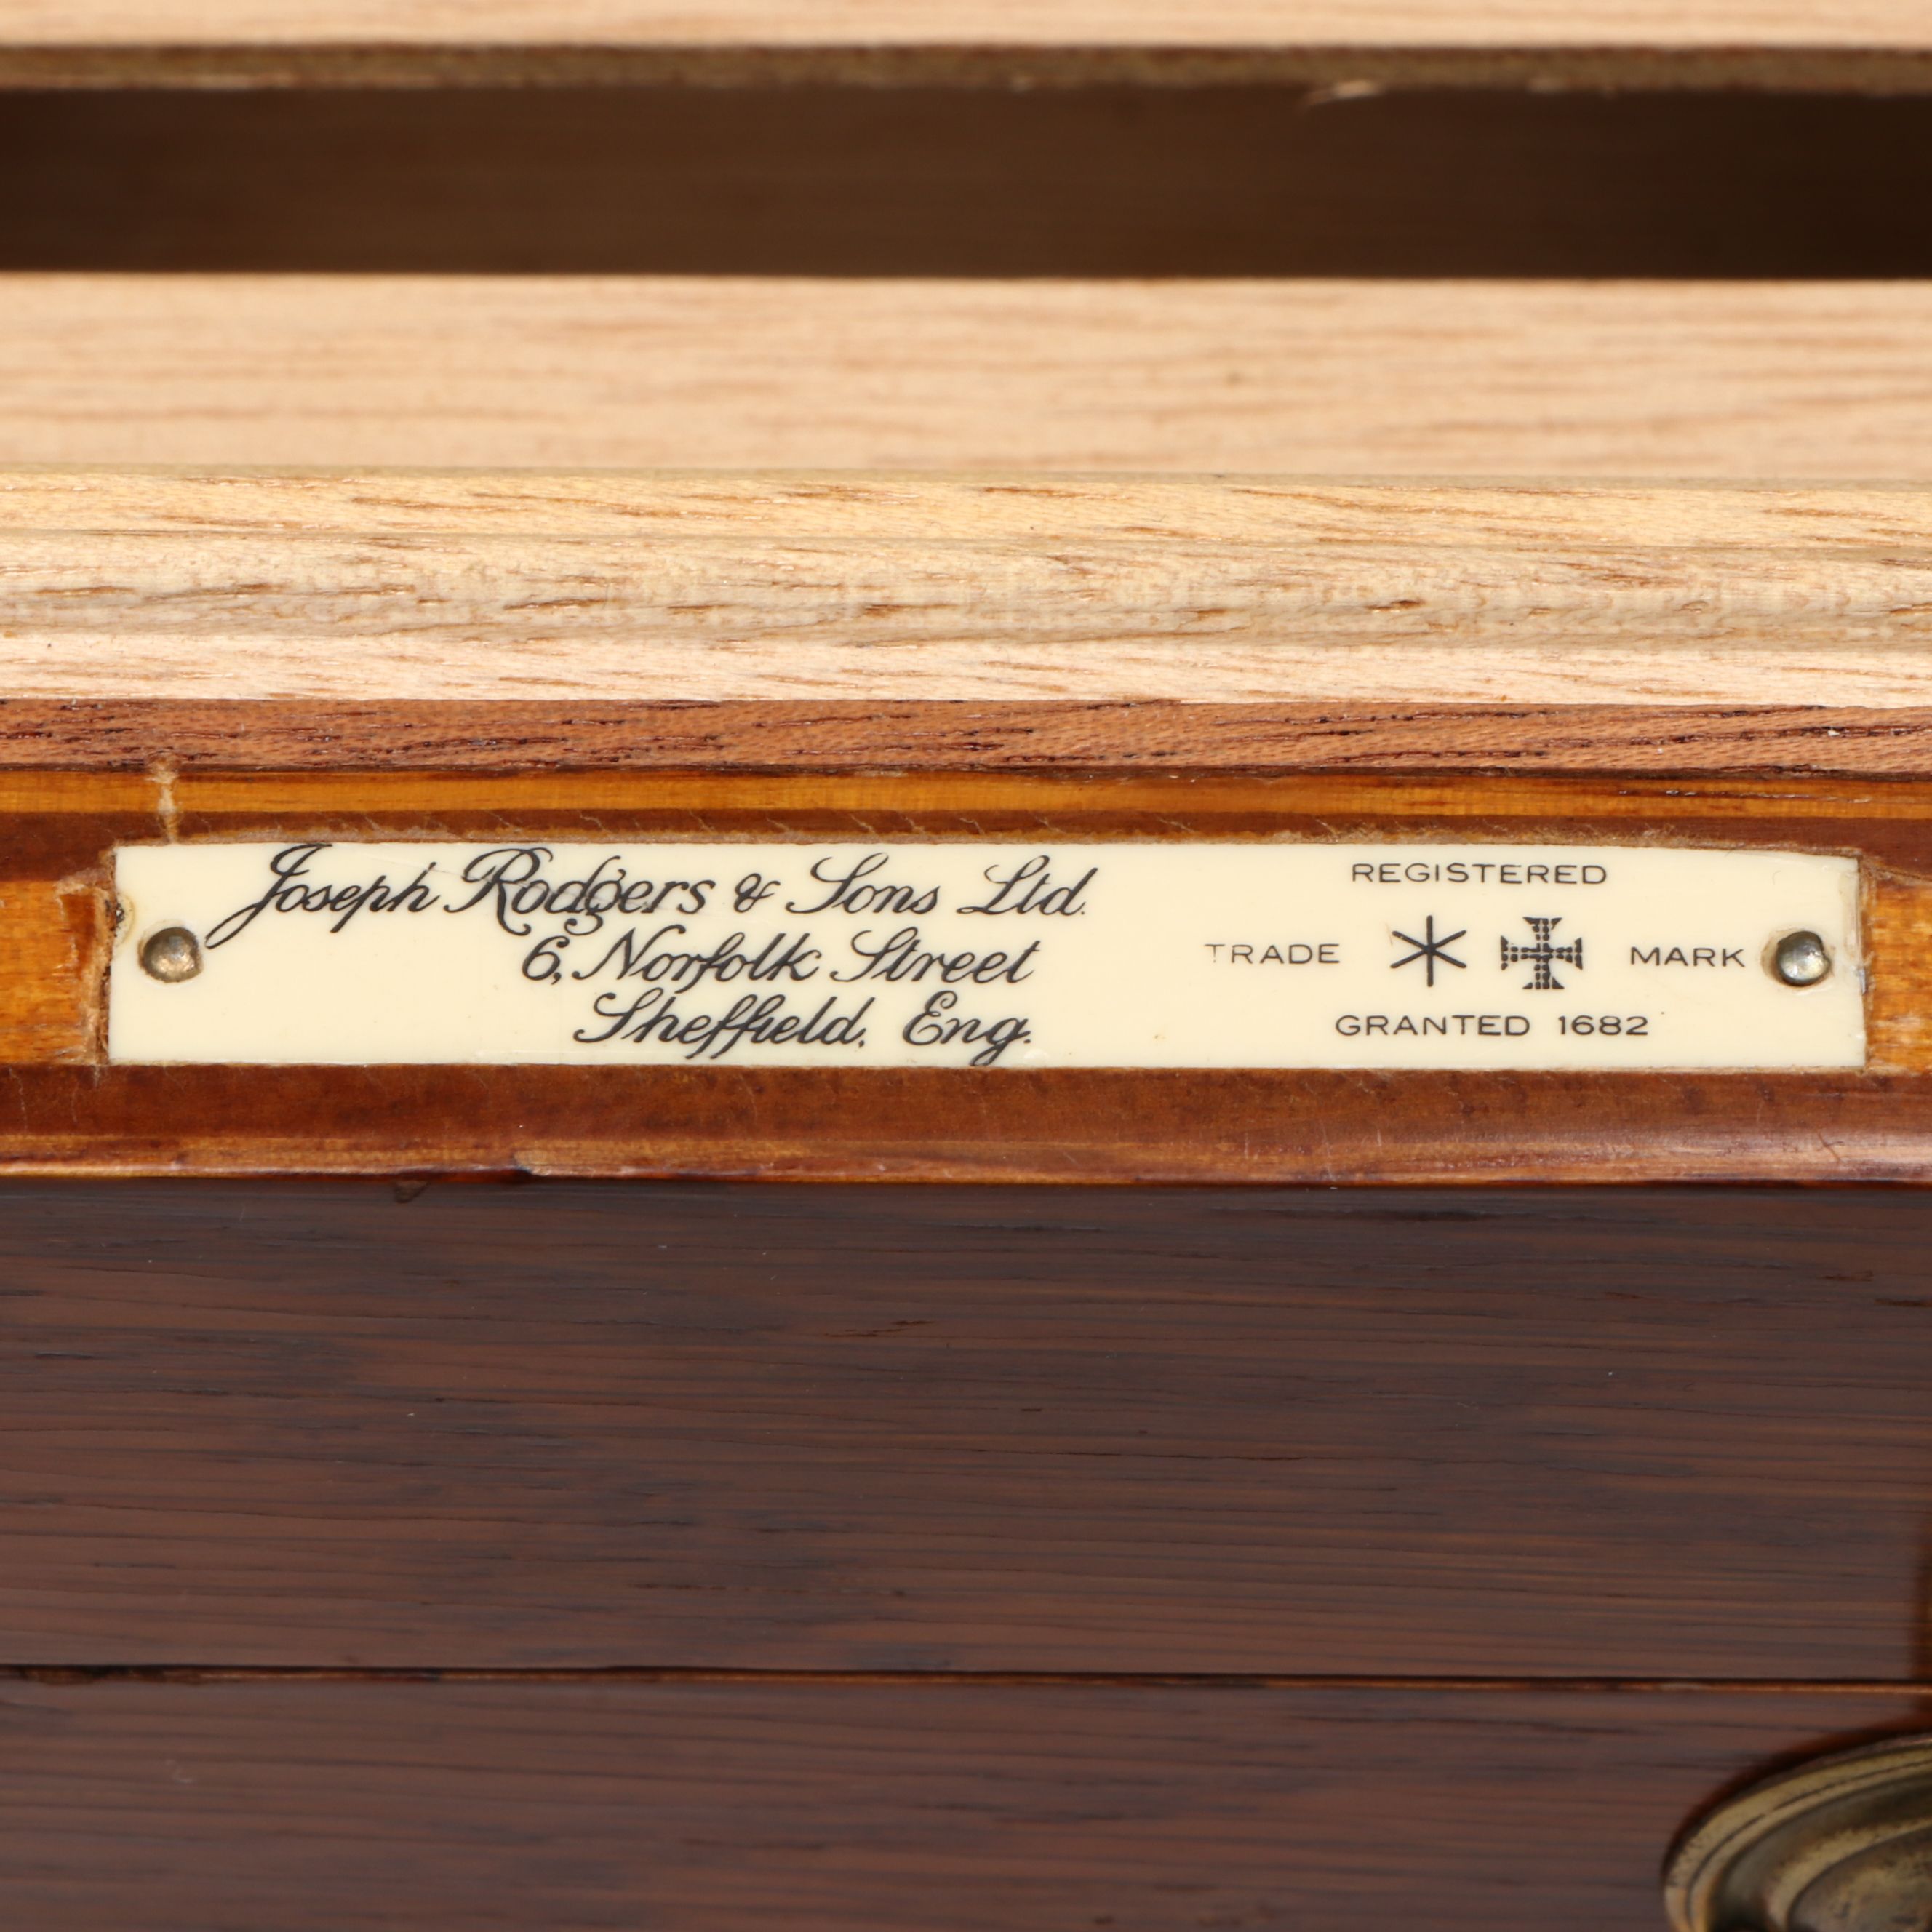 Joseph Rodgers & Sons Ltd.
6, Norfolk Street
Sheffield, Eng.
REGISTERED
TRADE MARK
GRANTED 1682